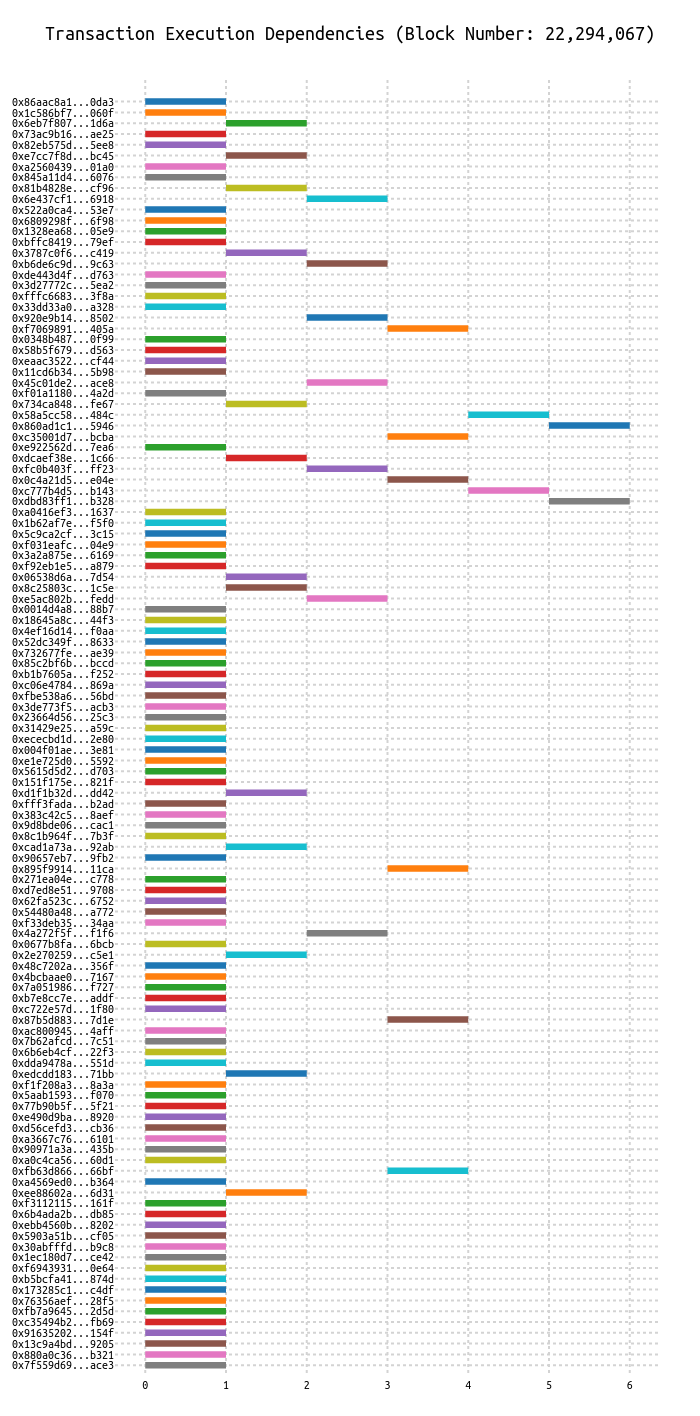 Transaction Execution Dependencies (Block Number: 22,294,067)
0x86aac8a1...0da3
0x1c586bf7...060f
0x6eb7f807...1d6a
0x73ac9b16...ae25
0x82eb575d...5ee8
0xe7cc7f8d...bc45
0xa2560439...01a0
0x845a11d4...6076
0x81b4828e...cf96
0x6e437cf1...6918
0x522a0ca4...53e7
0x6809298f...6f98
0x1328ea68...05e9
0xbffc8419...79ef
0x3787c0f6...c419
0xb6de6c9d...9c63
0xde443d4f...d763
0x3d27772c...5ea2
0xfffc6683...3f8a
0x33dd33a0...a328
0x920e9b14...8502
0xf7069891...405a
0x0348b487...0f99
0x58b5f679...d563
0xeaac3522...cf44
0x11cd6b34...5b98
0x45c01de2...ace8
0xf01a1180...4a2d
0x734ca848...fe67
0x58a5cc58...484c
0x860ad1c1...5946
0xc35001d7...bcba
0xe922562d...7ea6
0xdcaef38e...1c66
0xfc0b403f...ff23
0x0c4a21d5...e04e
0xc777b4d5...b143
0xdbd83ff1...b328
0xa0416ef3...1637
0x1b62af7e...f5f0
0x5c9ca2cf...3c15
0xf031eafc...04e9
0x3a2a875e...6169
0xf92eb1e5...a879
0x06538d6a...7d54
0x8c25803c...1c5e
0xe5ac802b...fedd
0x0014d4a8...88b7
0x18645a8c...44f3
0x4ef16d14...f0aa
0x52dc349f...8633
0x732677fe...ae39
0x85c2bf6b...bccd
0xb1b7605a...f252
0xc06e4784...869a
0xfbe538a6...56bd
0x3de773f5...acb3
0x23664d56...25c3
0x31429e25...a59c
0xececbd1d...2e80
0x004f01ae...3e81
0xe1e725d0...5592
0x5615d5d2...d703
0x151f175e...821f
0xd1f1b32d...dd42
0xfff3fada...b2ad
0x383c42c5...8aef
0x9d8bde06...cac1
0x8c1b964f...7b3f
0xcad1a73a...92ab
0x90657eb7...9fb2
0x895f9914...11ca
0x271ea04e...c778
0xd7ed8e51...9708
0x62fa523c...6752
0x54480a48...a772
0xf33deb35...34aa
0x4a272f5f...f1f6
0x0677b8fa...6bcb
0x2e270259...c5e1
0x48c7202a...356f
0x4bcbaae0...7167
0x7a051986...f727
0xb7e8cc7e...addf
0xc722e57d...1f80
0x87b5d883...7d1e
0xac800945...4aff
0x7b62afcd...7c51
0x6b6eb4cf...22f3
0xdda9478a...551d
0xedcdd183...71bb
0xf1f208a3...8a3a
0x5aab1593...f070
0x77b90b5f...5f21
0xe490d9ba...8920
0xd56cefd3...cb36
0xa3667c76...6101
0x90971a3a...435b
0xa0c4ca56...60d1
0xfb63d866...66bf
0xa4569ed0...b364
0xee88602a...6d31
0xf3112115...161f
0x6b4ada2b...db85
0xebb4560b...8202
0x5903a51b...cf05
0x30abfffd...b9c8
0x1ec180d7...ce42
0xf6943931...0e64
0xb5bcfa41...874d
0x173285c1...c4df
0x76356aef...28f5
0xfb7a9645...2d5d
0xc35494b2...fb69
0x91635202...154f
0x13c9a4bd...9205
0x880a0c36...b321
0x7f559d69...ace3
0 1 2 3 4 5 6